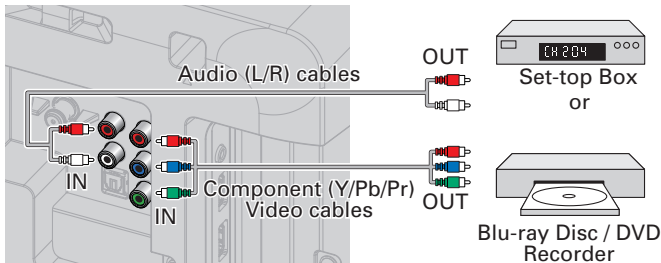 OUT
Audio (L/R) cables
CH 204
Set-top Box
or
IN
IN
Component (Y/Pb/Pr)
Video cables
OUT
Blu-ray Disc / DVD
Recorder